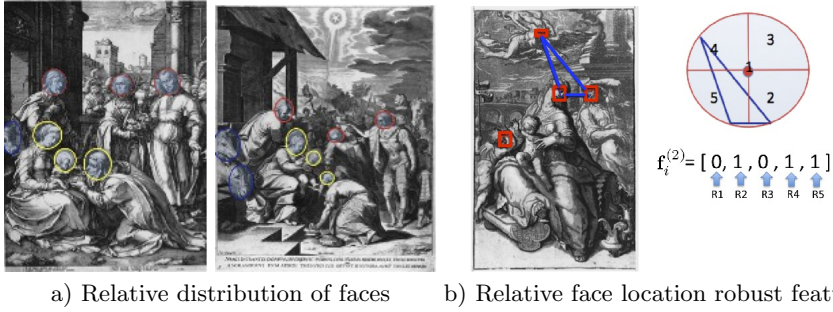 4
3
1
5
2
f_i^{(2)}=[0,1,0,1,1]
R1 R2 R3 R4 R5
a) Relative distribution of faces
b) Relative face location robust feat